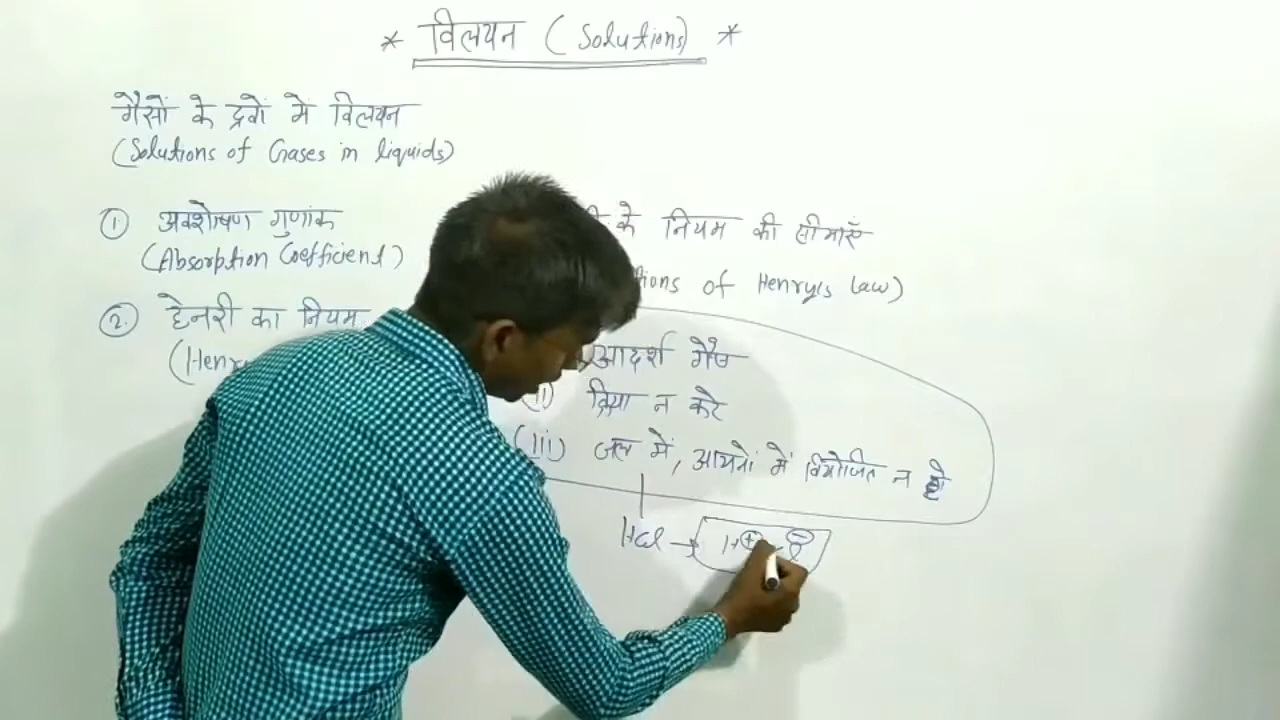 * विलयन (Solutions) *
गैसों के द्रवों में विलयन
(Solutions of Gases in liquids)
① अवशोषण गुणांक
(Absorption Coefficient)
② हेनरी का नियम
(Henry
के नियम की सीमाएँ
tions of Henry's law)
आदर्श गैस
(ii) क्रिया न करे
(iii) जल में, आयनों में वियोजित न हो
HCl → H⊕